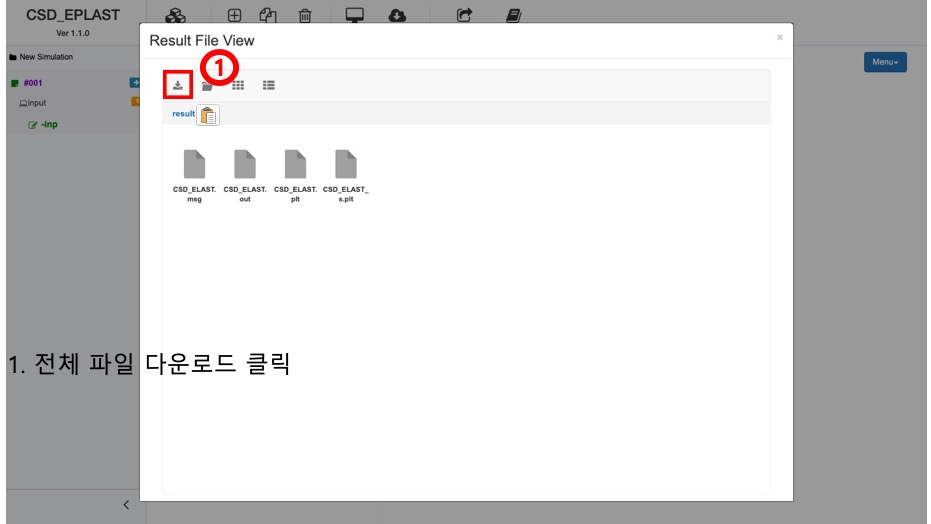 CSD_EPLAST
Ver 1.1.0
Result File View
×
New Simulation
Menu
1
#001
input
-inp
result
CSD_ELAST.
msg
CSD_ELAST.
out
CSD_ELAST.
plt
CSD_ELAST_
s.plt
1. 전체 파일 다운로드 클릭